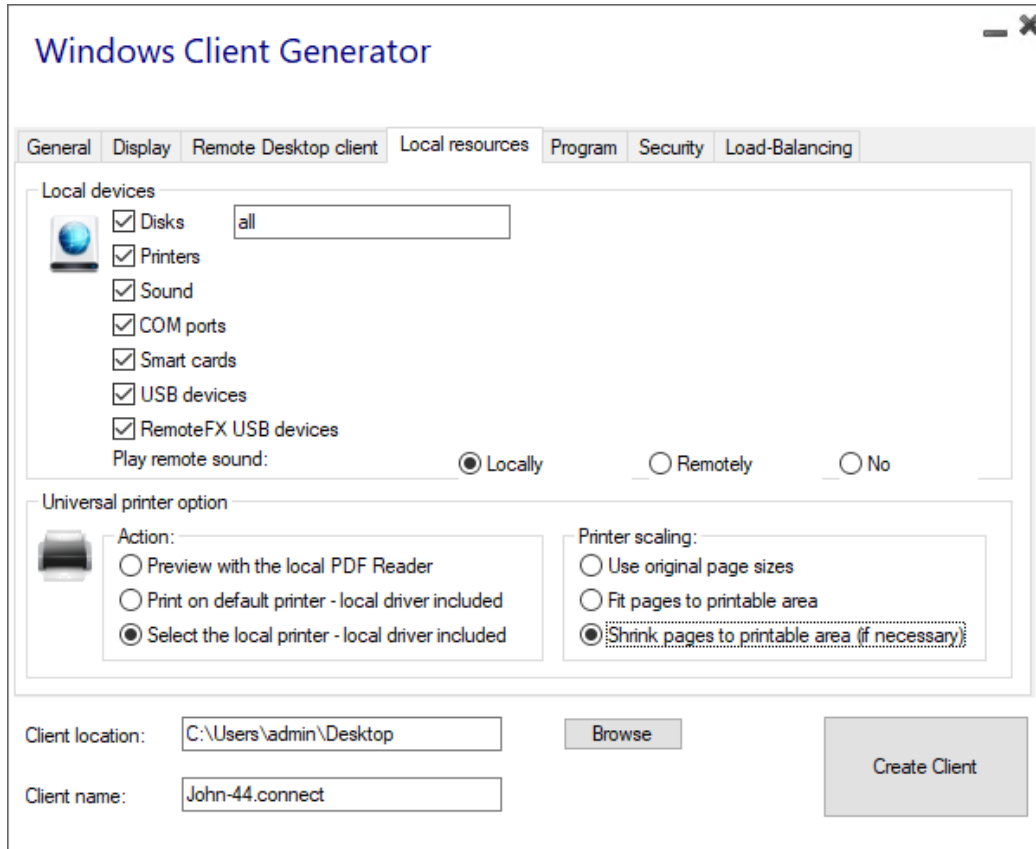 Windows Client Generator
General Display Remote Desktop client Local resources Program Security Load-Balancing
Local devices
Disks all
Printers
Sound
COM ports
Smart cards
USB devices
RemoteFX USB devices
Play remote sound: Locally Remotely No
Universal printer option
Action: Printer scaling:
Preview with the local PDF Reader Use original page sizes
Print on default printer - local driver included Fit pages to printable area
Select the local printer - local driver included Shrink pages to printable area (if necessary)
Client location: C:\Users\admin\Desktop Browse
Create Client
Client name: John-44.connect